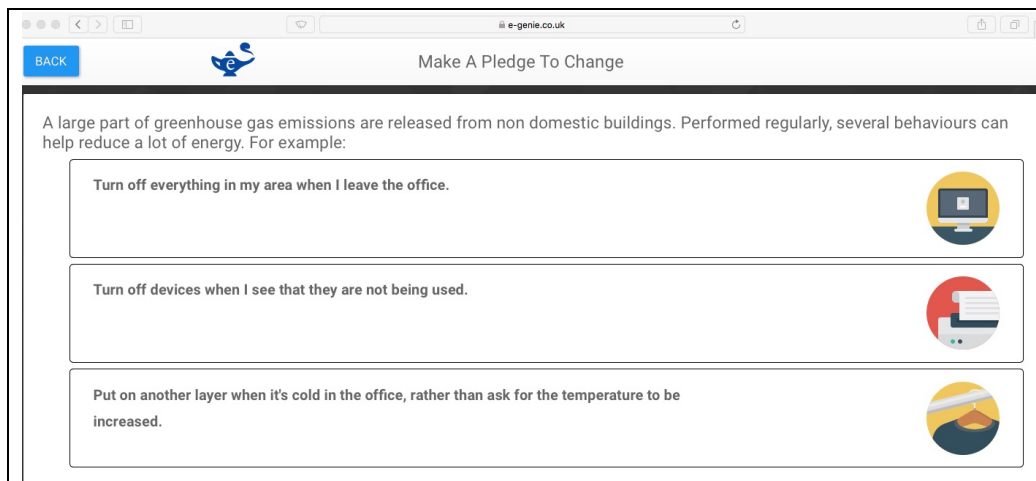 e-genie.co.uk
BACK
e
Make A Pledge To Change
A large part of greenhouse gas emissions are released from non domestic buildings. Performed regularly, several behaviours can
help reduce a lot of energy. For example:
Turn off everything in my area when I leave the office.
Turn off devices when I see that they are not being used.
Put on another layer when it's cold in the office, rather than ask for the temperature to be
increased.